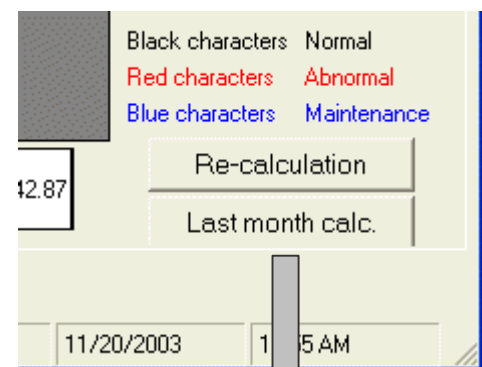 Black characters Normal
Red characters Abnormal
Blue characters Maintenance
Re-calculation
42.87
Last month calc.
11/20/2003
AM